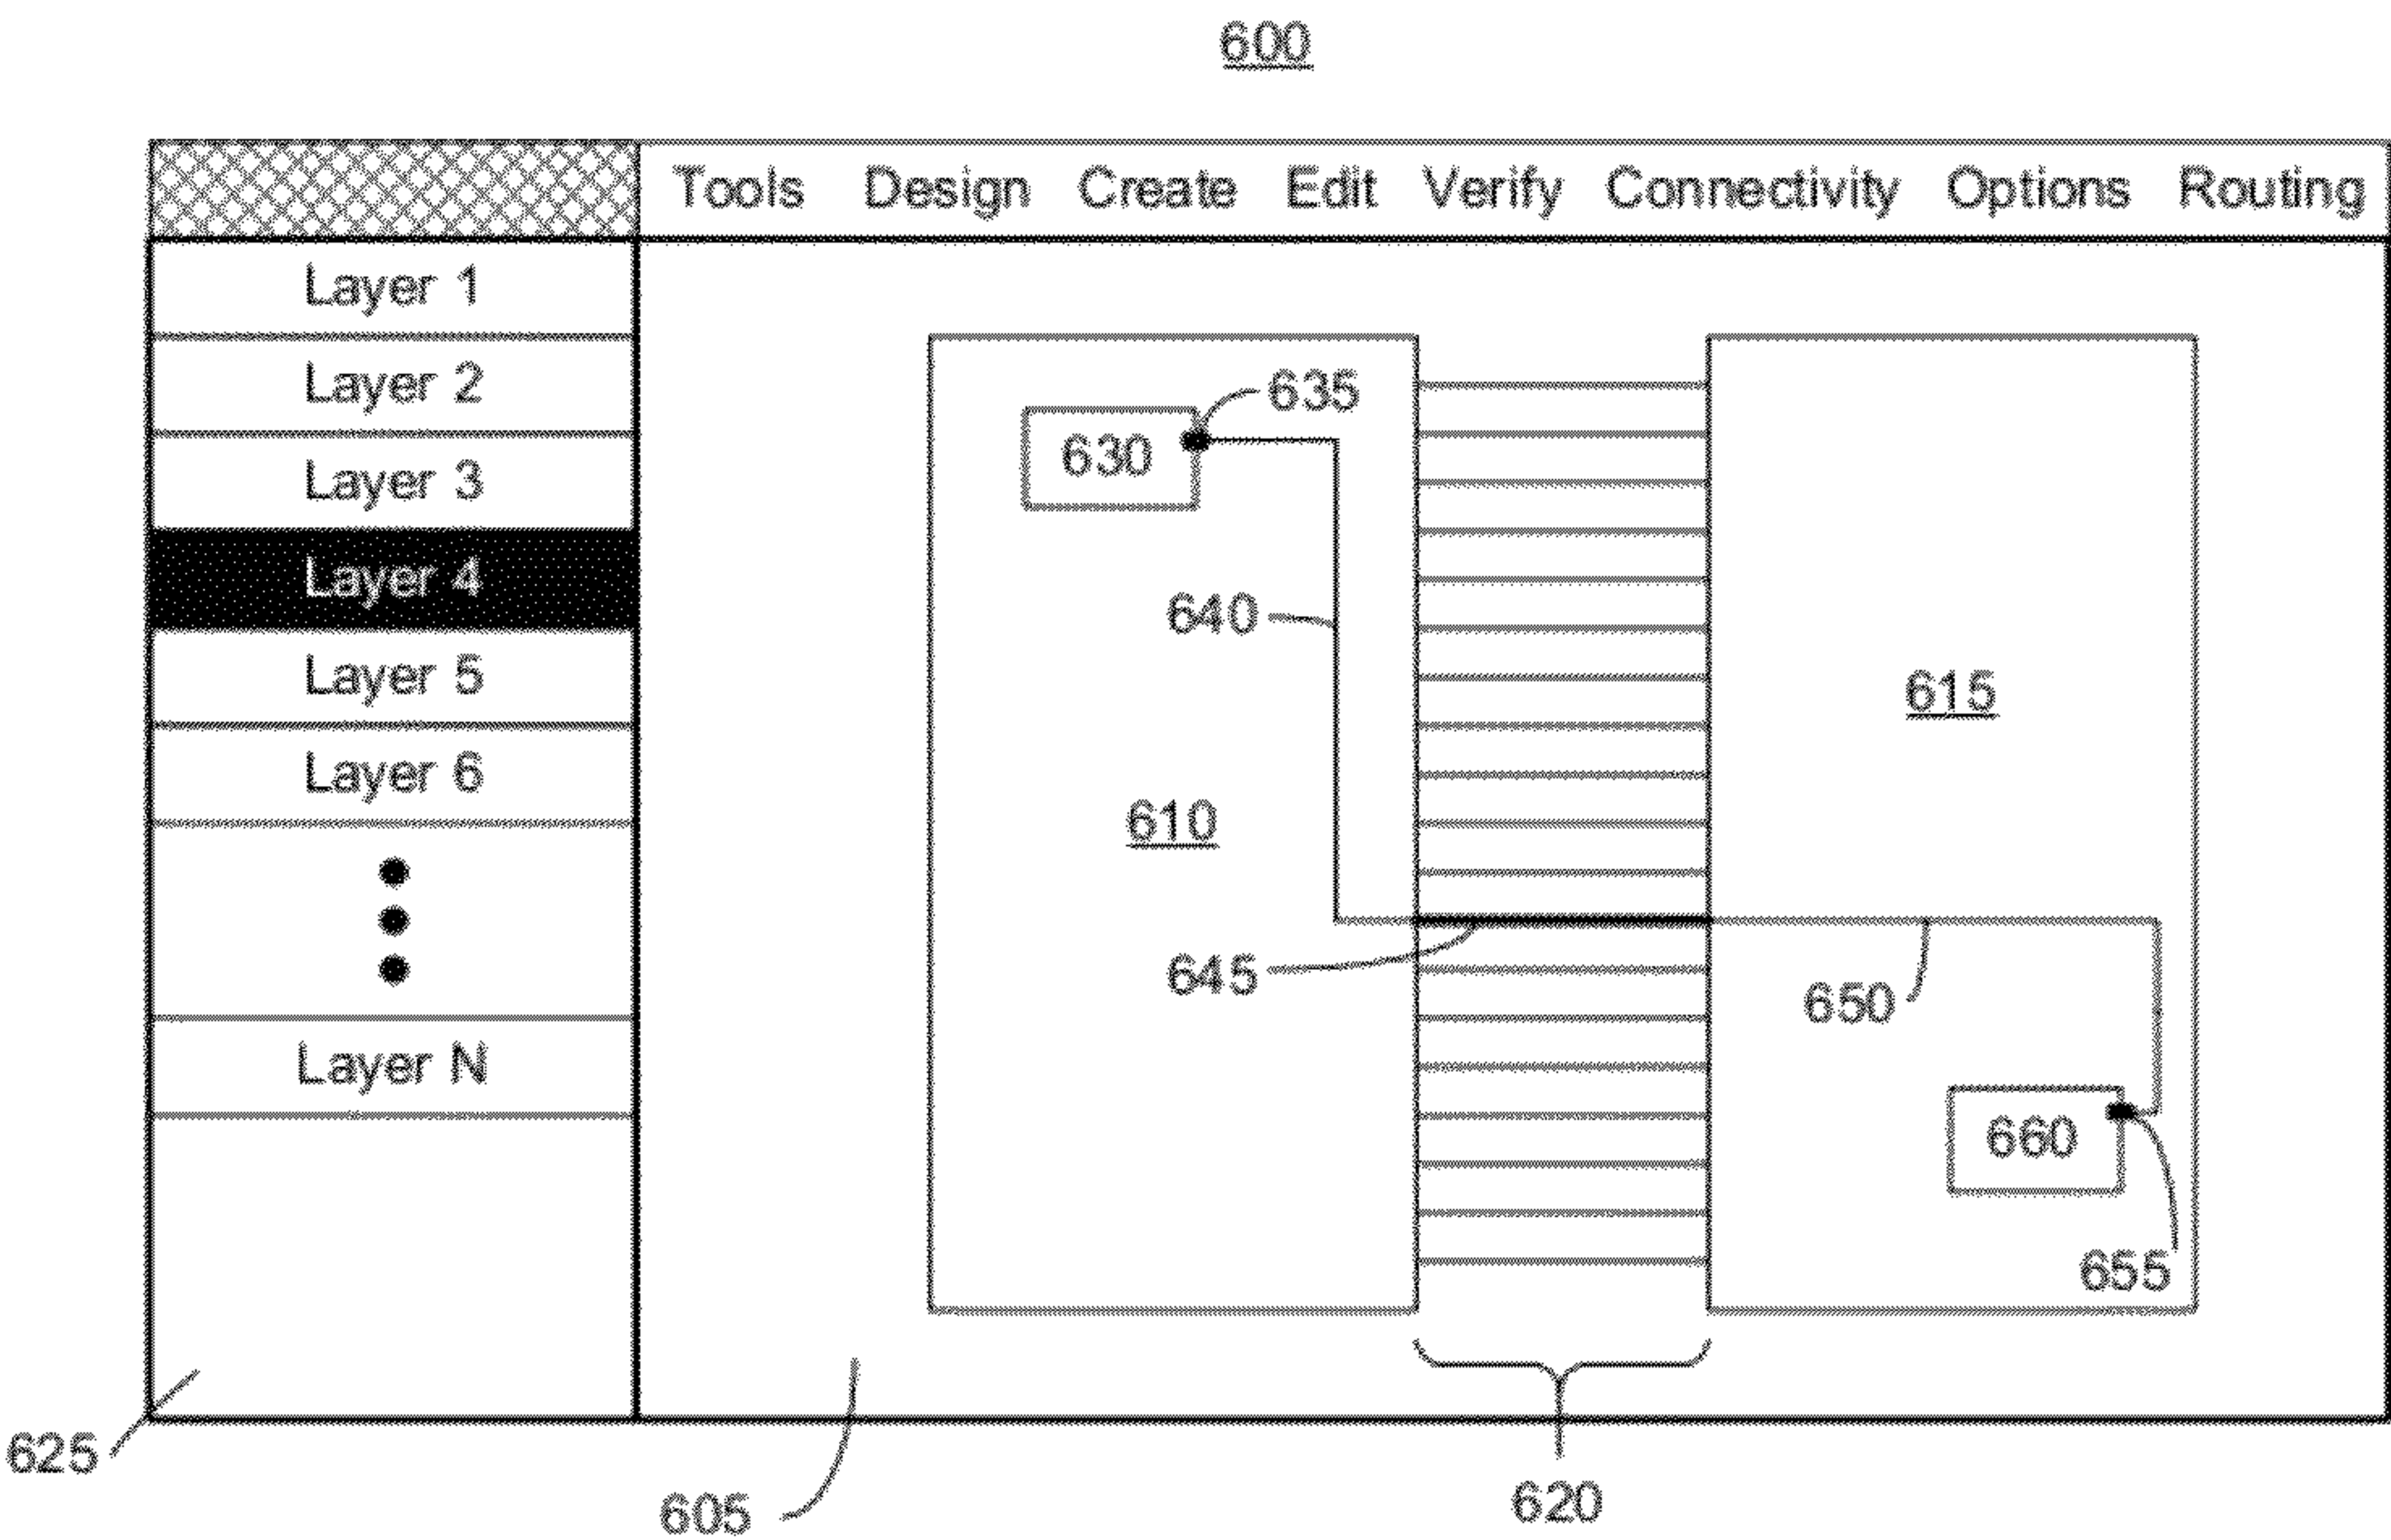 600
Tools Design Create Edit Verify Connectivity Options Routing
Layer 1
Layer 2
Layer 3
Layer 4
Layer 5
Layer 6
Layer N
635
630
640
615
610
645
650
660
655
625
605
620